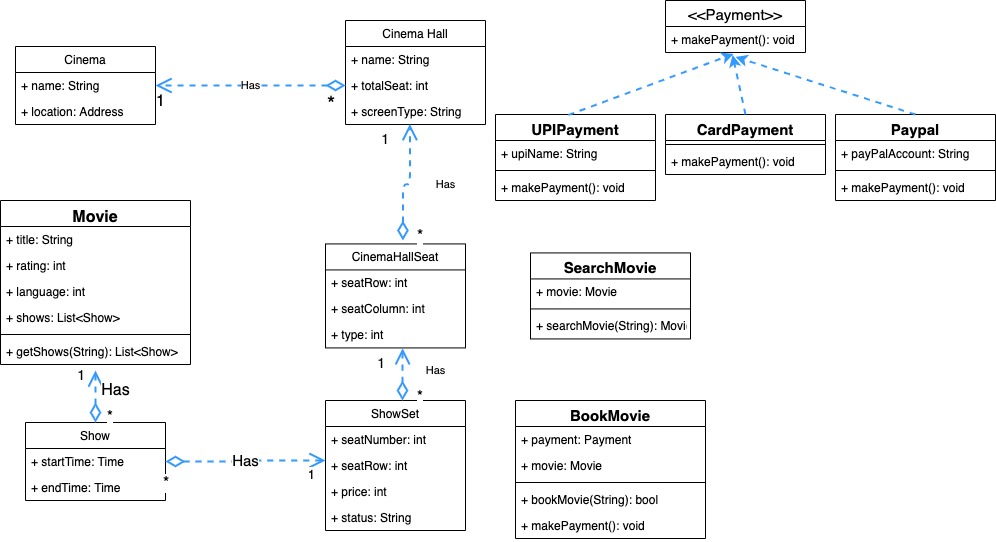 <<Payment>>
+ makePayment(): void
Cinema Hall
+ name: String
+ totalSeat: int
+ screenType: String
Cinema
+ name: String
+ location: Address
Has
1
*
UPIPayment
+ upiName: String
+ makePayment(): void
CardPayment
+ makePayment(): void
Paypal
+ payPalAccount: String
+ makePayment(): void
1
Has
*
Movie
+ title: String
+ rating: int
+ language: int
+ shows: List<Show>
+ getShows(String): List<Show>
CinemaHallSeat
+ seatRow: int
+ seatColumn: int
+ type: int
SearchMovie
+ movie: Movie
+ searchMovie(String): Movi
1
Has
*
1
Has
*
Show
+ startTime: Time
+ endTime: Time
*
Has
1
ShowSet
+ seatNumber: int
+ seatRow: int
+ price: int
+ status: String
BookMovie
+ payment: Payment
+ movie: Movie
+ bookMovie(String): bool
+ makePayment(): void